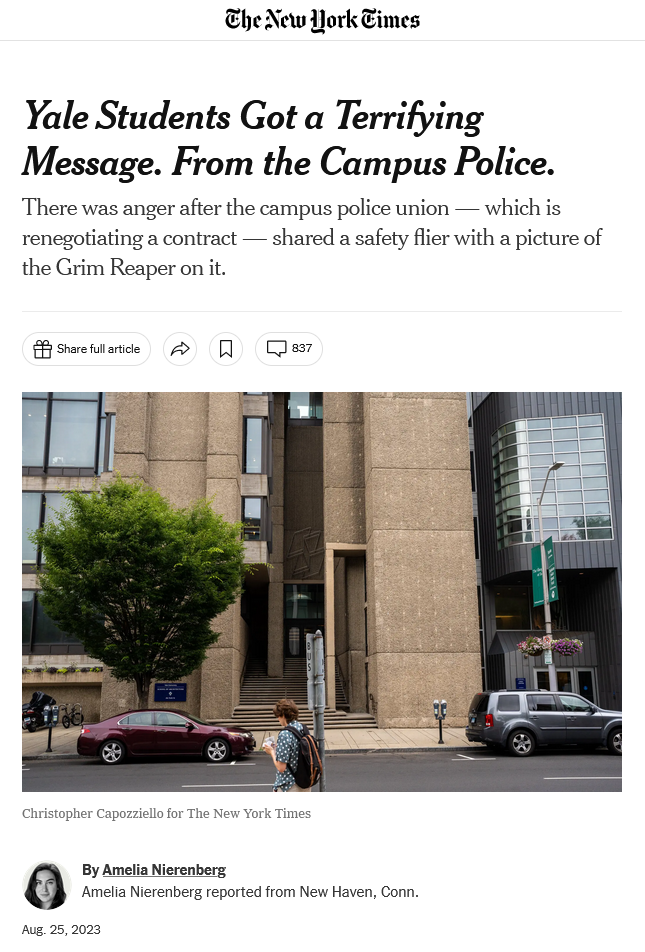 The New York Times
Yale Students Got a Terrifying
Message. From the Campus Police.
There was anger after the campus police union — which is
renegotiating a contract — shared a safety flier with a picture of
the Grim Reaper on it.
Share full article
837
BUS
Christopher Capozziello for The New York Times
By Amelia Nierenberg
Amelia Nierenberg reported from New Haven, Conn.
Aug. 25, 2023